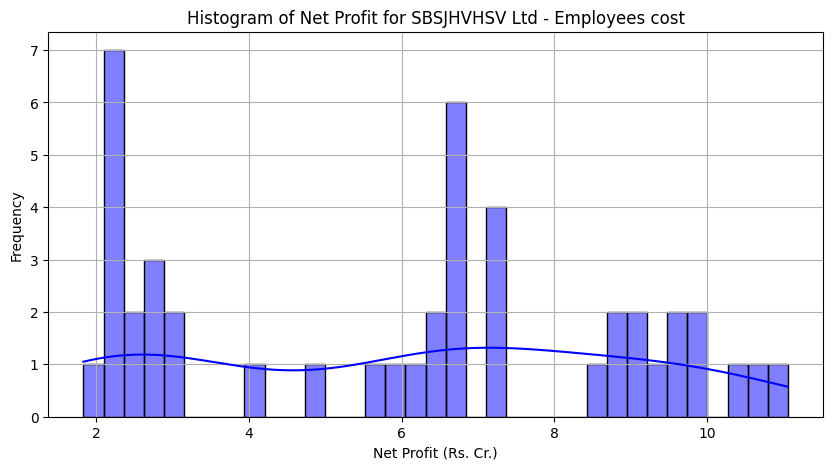 Histogram of Net Profit for SBSJHVHSV Ltd - Employees cost
7
6
5
4
3
2
1
0
Frequency
2 4 6 8 10
Net Profit (Rs. Cr.)